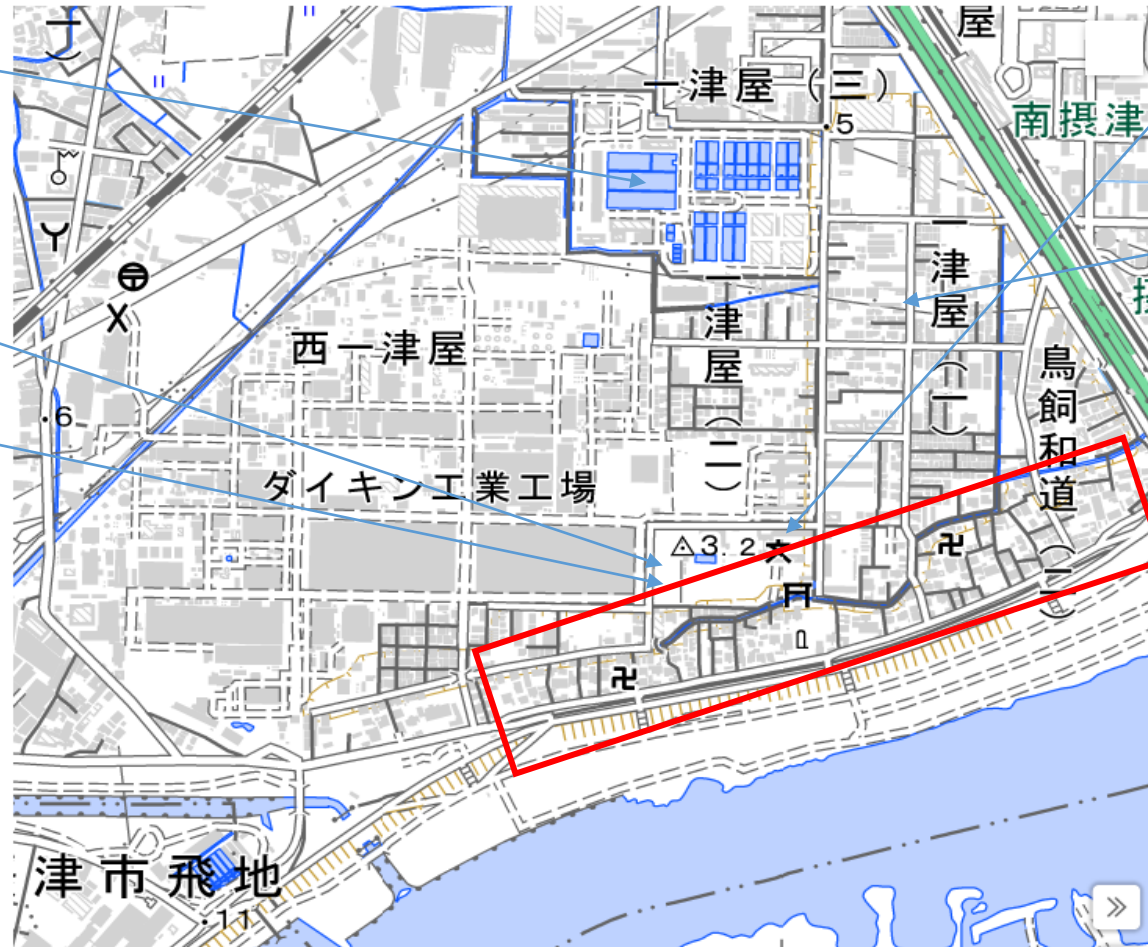 屋
一津屋(三)
.5
南摂津
一津屋(一)
一津屋(二)
西一津屋
鳥飼和道(二)
.6
ダイキン工業工場
3.2
津市飛地
.11